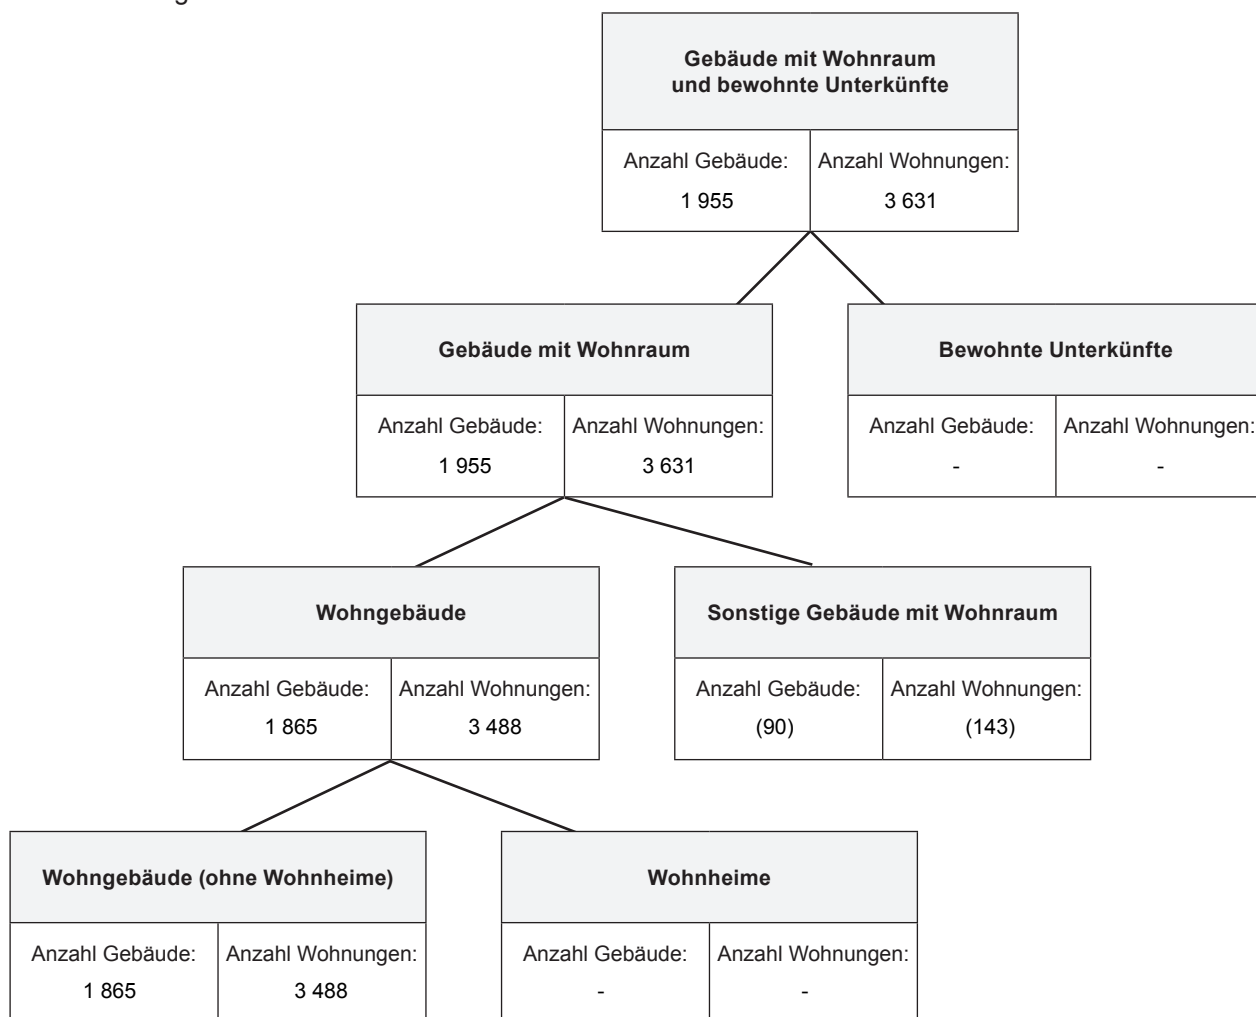 Gebäude mit Wohnraum
und bewohnte Unterkünfte
Anzahl Gebäude: Anzahl Wohnungen:
1 955 3 631
Gebäude mit Wohnraum
Anzahl Gebäude: Anzahl Wohnungen:
1 955 3 631
Bewohnte Unterkünfte
Anzahl Gebäude: Anzahl Wohnungen:
- -
Wohngebäude
Anzahl Gebäude: Anzahl Wohnungen:
1 865 3 488
Sonstige Gebäude mit Wohnraum
Anzahl Gebäude: Anzahl Wohnungen:
(90) (143)
Wohngebäude (ohne Wohnheime)
Anzahl Gebäude: Anzahl Wohnungen:
1 865 3 488
Wohnheime
Anzahl Gebäude: Anzahl Wohnungen:
- -